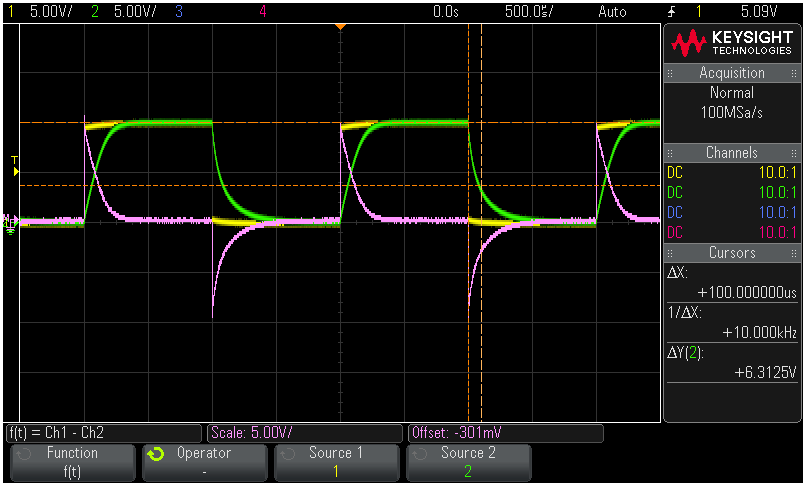 1 5.00V/ 2 5.00V/ 3 4 0.0s 500.0us/ Auto 1 5.09V
KEYSIGHT
TECHNOLOGIES
Acquisition
Normal
100MSa/s
Channels
DC 10.0:1
DC 10.0:1
DC 10.0:1
DC 10.0:1
Cursors
ΔX:
+100.000000us
1/ΔX:
+10.000kHz
ΔY(2):
+6.3125V
T
f(t) = Ch1 - Ch2 Scale: 5.00V/ Offset: -301mV
Function Operator Source 1 Source 2
f(t) - 1 2